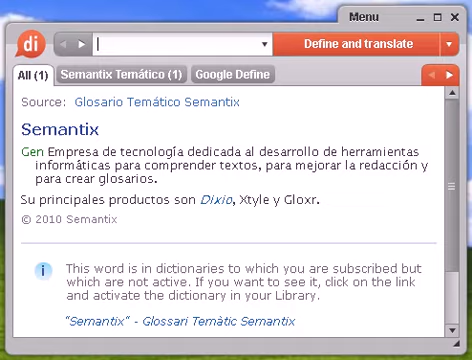 Menu
di
Define and translate
All (1) Semantix Temático (1) Google Define
Source: Glosario Temático Semantix
Semantix
Gen Empresa de tecnología dedicada al desarrollo de herramientas
informáticas para comprender textos, para mejorar la redacción y
para crear glosarios.
Su principales productos son Dixio, Xtyle y Gloxr.
© 2010 Semantix
i
This word is in dictionaries to which you are subscribed but
which are not active. If you want to see it, click on the link
and activate the dictionary in your Library.
"Semantix" - Glossari Temàtic Semantix